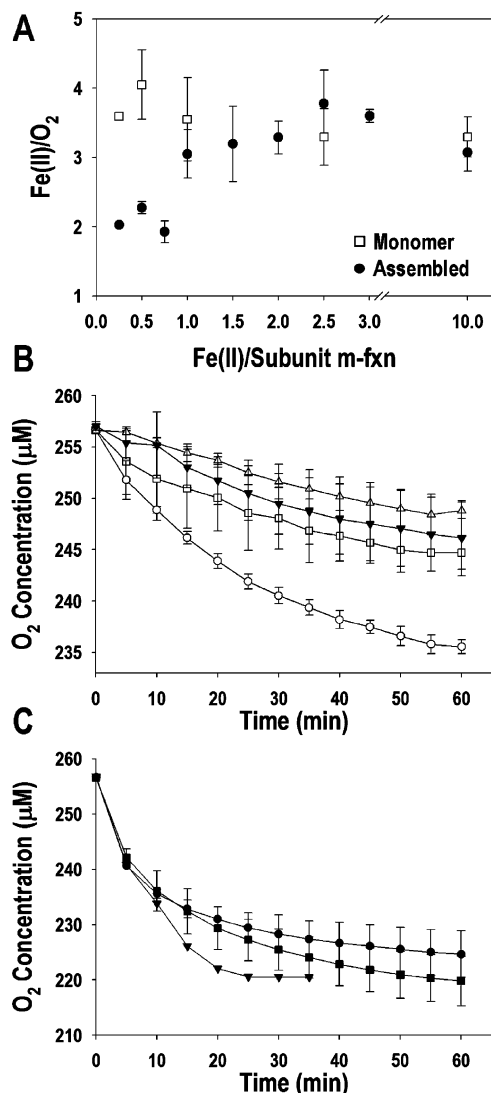 A
Fe(II)/O2
5
4
3
2
1
Monomer
Assembled
0.0 0.5 1.0 1.5 2.0 2.5 3.0 10.0
Fe(II)/Subunit m-fxn
B
O2 Concentration (μM)
260
255
250
245
240
235
0 10 20 30 40 50 60
Time (min)
C
O2 Concentration (μM)
260
250
240
230
220
210
0 10 20 30 40 50 60
Time (min)